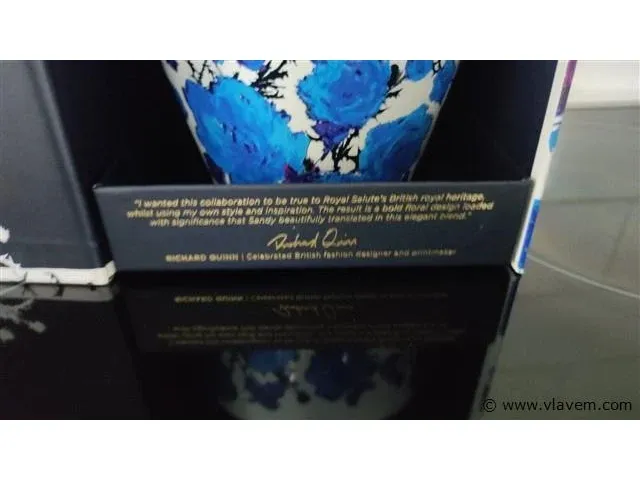 "I wanted this collaboration to be true to Royal Salute's British royal heritage,
whilst using my own style and inspiration. The result is a bold floral design loaded
with significance that Sandy beautifully translated in this elegant blend."
Richard Quinn
RICHARD QUINN | Celebrated British fashion designer and printmaker
© www.vlavem.com